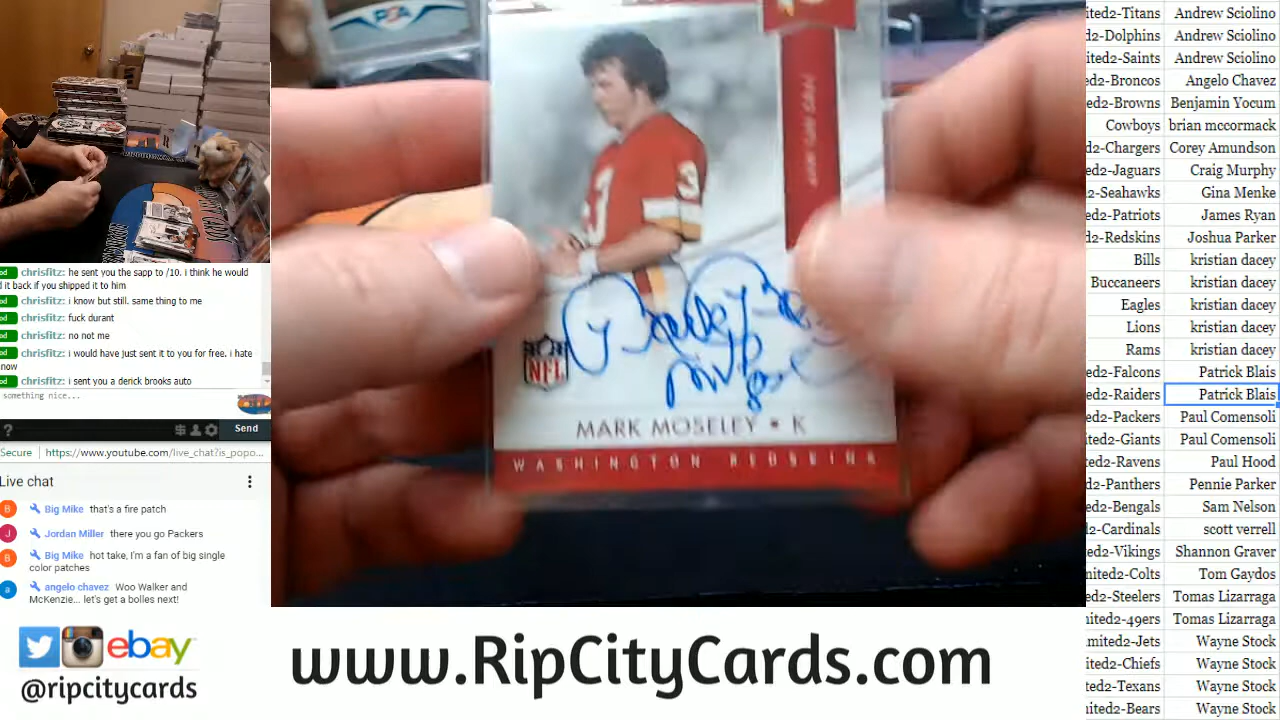 chrisfitz: he sent you the sapp to /10. i think he would
d it back if you shipped it to him
chrisfitz: i know but still. same thing to me
chrisfitz: fuck durant
chrisfitz: no not me
chrisfitz: i would have just sent it to you for free. i hate
now
chrisfitz: i sent you a derick brooks auto
something nice...
?
Send
Secure https://www.youtube.com/live_chat?is_popo...
Live chat
B Big Mike that's a fire patch
J Jordan Miller there you go Packers
B Big Mike hot take, I'm a fan of big single
color patches
a angelo chavez Woo Walker and
McKenzie... let's get a bolles next!
ebay
@ripcitycards
PSA
3
NFL
MARK MOSELEY • K
WASHINGTON REDSKINS
www.RipCityCards.com
ited2-Titans Andrew Sciolino
ed2-Dolphins Andrew Sciolino
ited2-Saints Andrew Sciolino
ed2-Broncos Angelo Chavez
ed2-Browns Benjamin Yocum
Cowboys brian mccormack
d2-Chargers Corey Amundson
ed2-Jaguars Craig Murphy
2-Seahawks Gina Menke
ed2-Patriots James Ryan
d2-Redskins Joshua Parker
Bills kristian dacey
Buccaneers kristian dacey
Eagles kristian dacey
Lions kristian dacey
Rams kristian dacey
ed2-Falcons Patrick Blais
ed2-Raiders Patrick Blais
ed2-Packers Paul Comensoli
ited2-Giants Paul Comensoli
ed2-Ravens Paul Hood
d2-Panthers Pennie Parker
ed2-Bengals Sam Nelson
d2-Cardinals scott verrell
ed2-Vikings Shannon Graver
nited2-Colts Tom Gaydos
ed2-Steelers Tomas Lizarraga
nited2-49ers Tomas Lizarraga
mited2-Jets Wayne Stock
ited2-Chiefs Wayne Stock
ted2-Texans Wayne Stock
nited2-Bears Wayne Stock